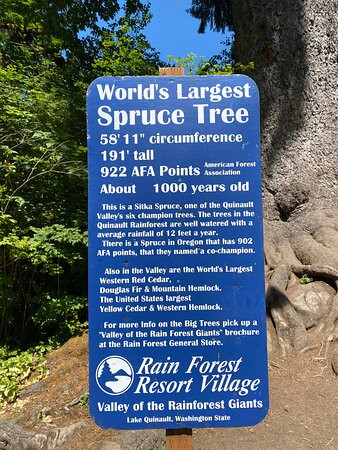 World's Largest
Spruce Tree
58'11" circumference
191' tall
922 AFA Points American Forest Association
About 1000 years old
This is a Sitka Spruce, one of the Quinault
Valley's six champion trees. The trees in the
Quinault Rainforest are well watered with a
average rainfall of 12 feet a year.
There is a Spruce in Oregon that has 902
AFA points, that they named a co-champion.
Also in the Valley are the World's Largest
Western Red Cedar,
Douglas Fir & Mountain Hemlock.
The United States largest
Yellow Cedar & Western Hemlock.
For more Info on the Big Trees pick up a
"Valley of the Rain Forest Giants" brochure
at the Rain Forest General Store.
Rain Forest
Resort Village
Valley of the Rainforest Giants
Lake Quinault, Washington State